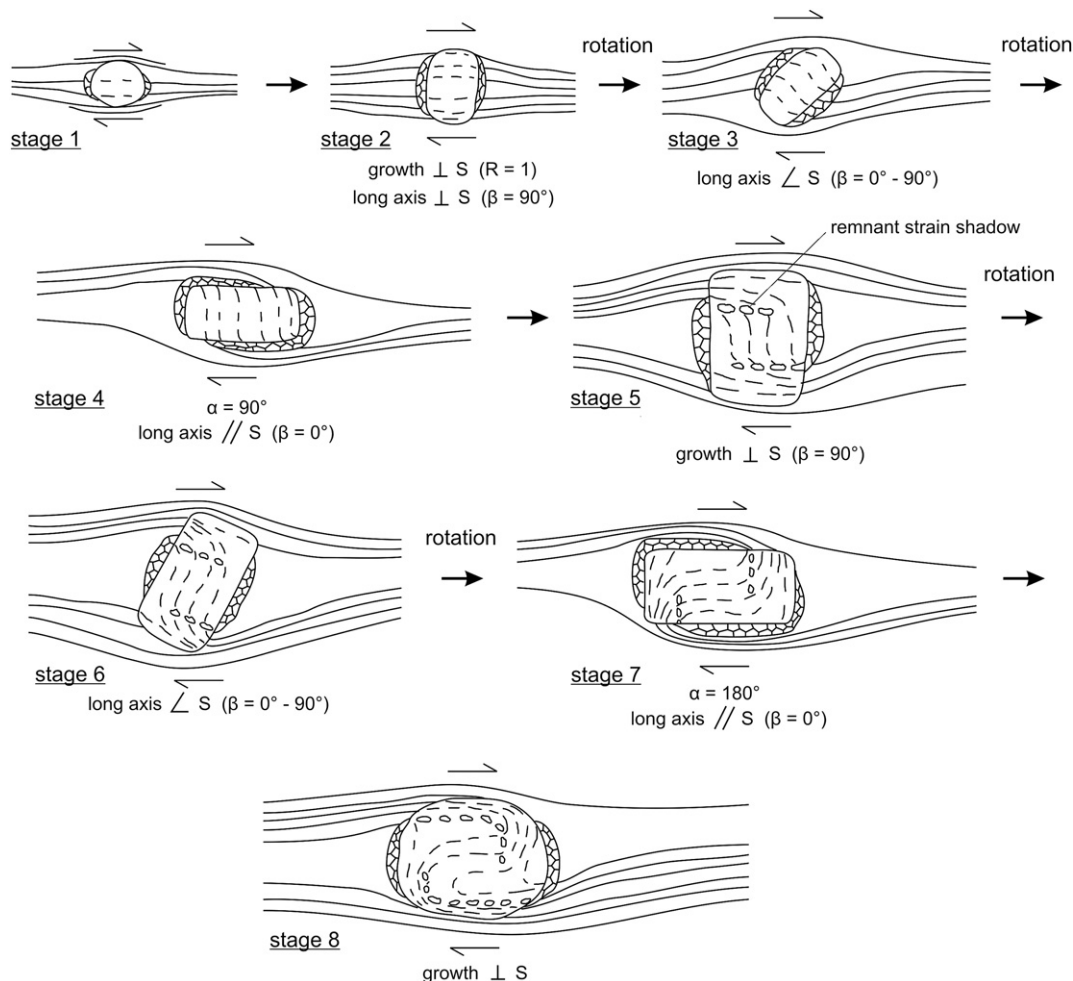 stage 1
stage 2
growth ⊥ S (R = 1)
long axis ⊥ S (β = 90°)
rotation
stage 3
long axis ∠ S (β = 0° - 90°)
rotation
stage 4
α = 90°
long axis // S (β = 0°)
remnant strain shadow
stage 5
growth ⊥ S (β = 90°)
rotation
stage 6
long axis ∠ S (β = 0° - 90°)
rotation
stage 7
α = 180°
long axis // S (β = 0°)
stage 8
growth ⊥ S